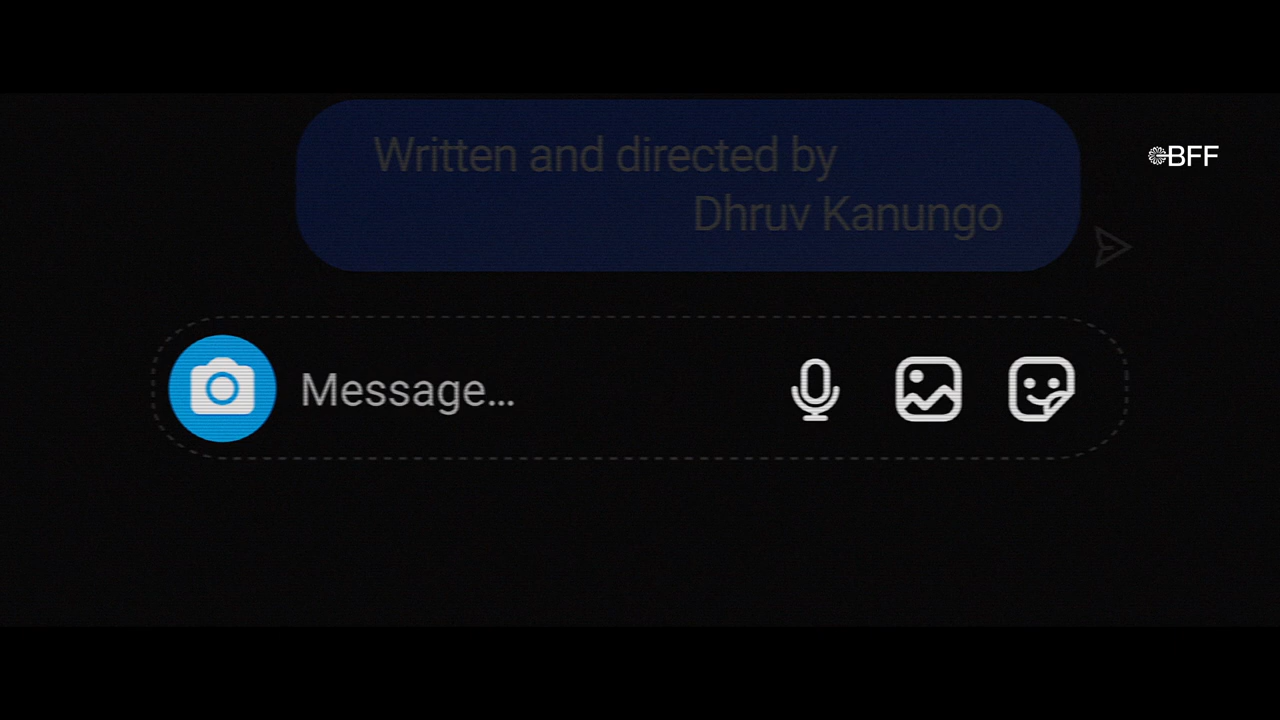 Written and directed by
Dhruv Kanungo
BFF
Message...